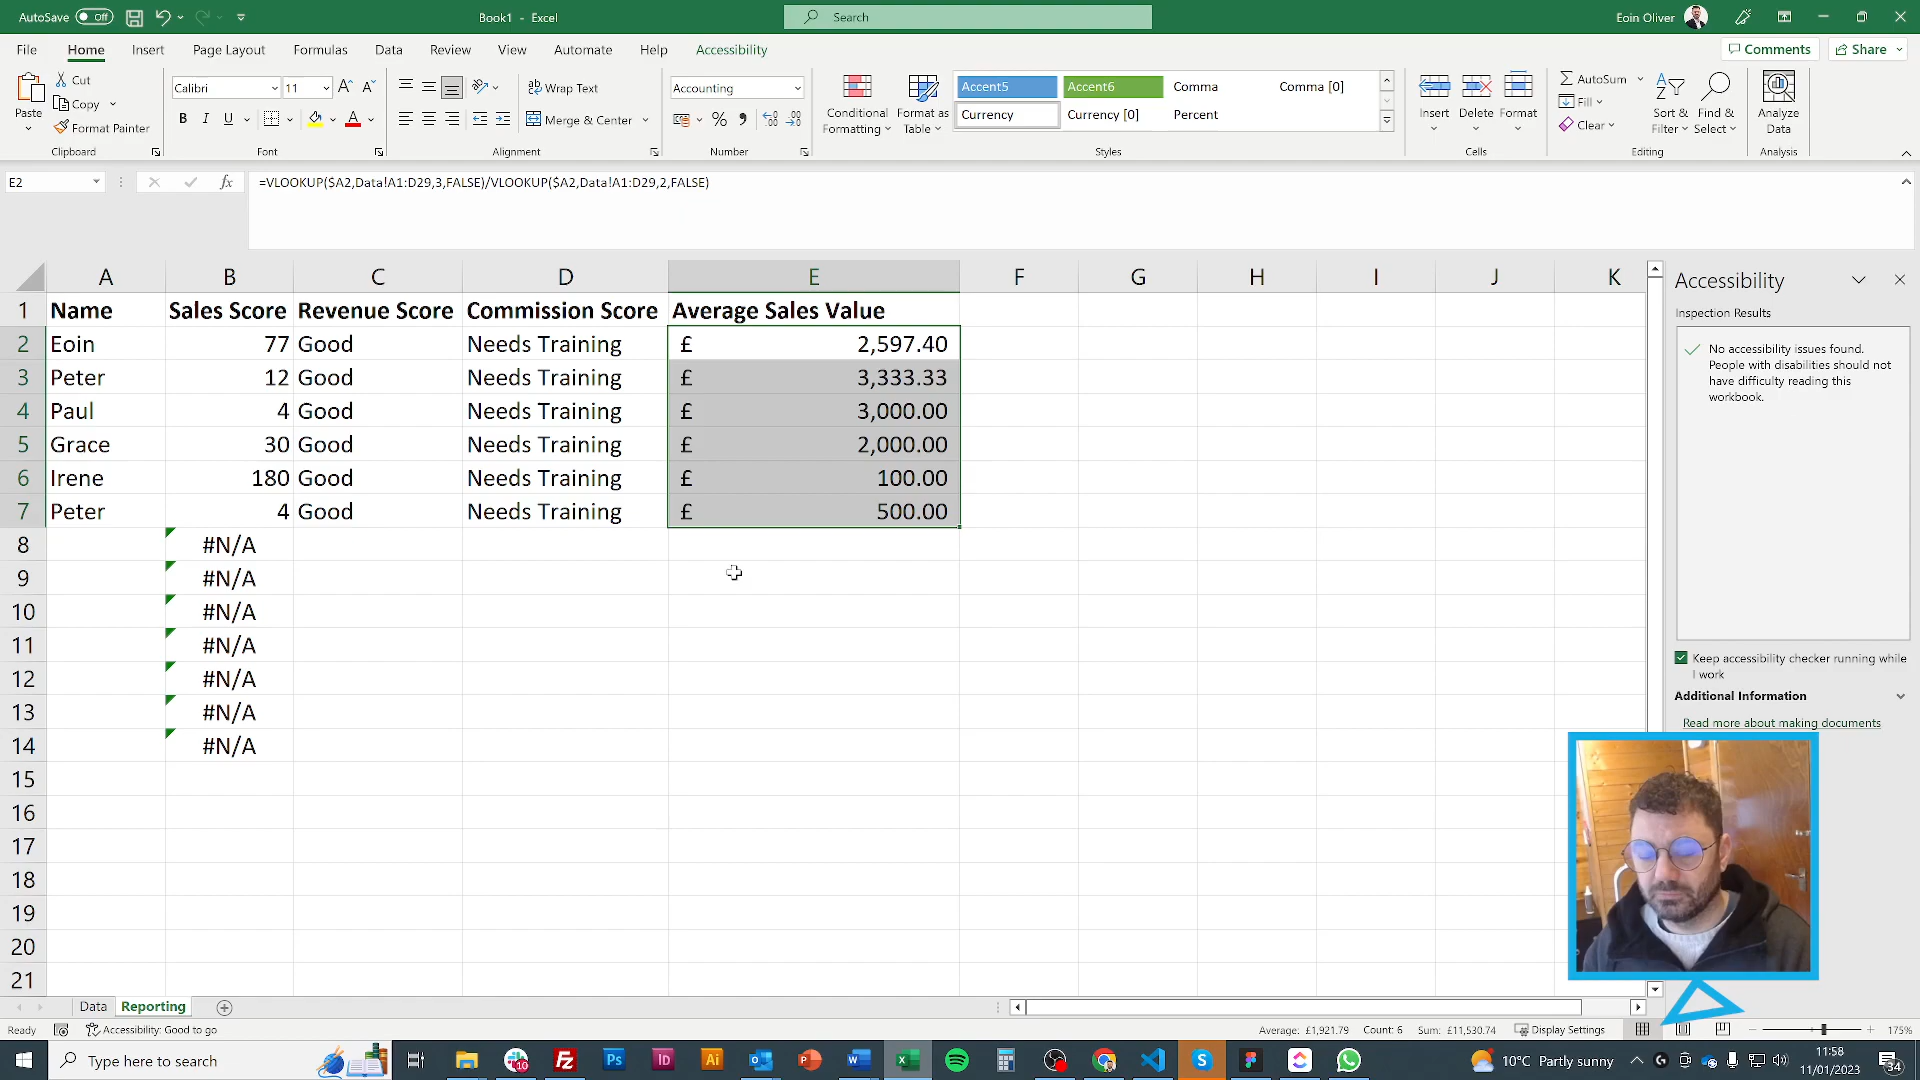 AutoSave Off
Book1 - Excel
Search
Eoin Oliver
File Home Insert Page Layout Formulas Data Review View Automate Help Accessibility
Comments Share
Paste
Cut
Copy
Format Painter
Clipboard
Calibri 11
B I U
Font
Wrap Text
Merge & Center
Alignment
Accounting
Number
Conditional Formatting
Format as Table
Accent5 Accent6 Comma Comma [0]
Currency Currency [0] Percent
Styles
Insert Delete Format
Cells
AutoSum
Fill
Clear
Sort & Filter
Find & Select
Editing
Analyze Data
Analysis
E2 fx =VLOOKUP($A2,Data!A1:D29,3,FALSE)/VLOOKUP($A2,Data!A1:D29,2,FALSE)
A B C D E F G H I J K
1 Name Sales Score Revenue Score Commission Score Average Sales Value
2 Eoin 77 Good Needs Training £ 2,597.40
3 Peter 12 Good Needs Training £ 3,333.33
4 Paul 4 Good Needs Training £ 3,000.00
5 Grace 30 Good Needs Training £ 2,000.00
6 Irene 180 Good Needs Training £ 100.00
7 Peter 4 Good Needs Training £ 500.00
8 #N/A
9 #N/A
10 #N/A
11 #N/A
12 #N/A
13 #N/A
14 #N/A
15
16
17
18
19
20
21
Accessibility
Inspection Results
No accessibility issues found.
People with disabilities should not
have difficulty reading this
workbook.
Keep accessibility checker running while
I work
Additional Information
Read more about making documents
Data Reporting
Ready Accessibility: Good to go
Average: £1,921.79 Count: 6 Sum: £11,530.74 Display Settings 175%
Type here to search
10°C Partly sunny
11:58
11/01/2023
34